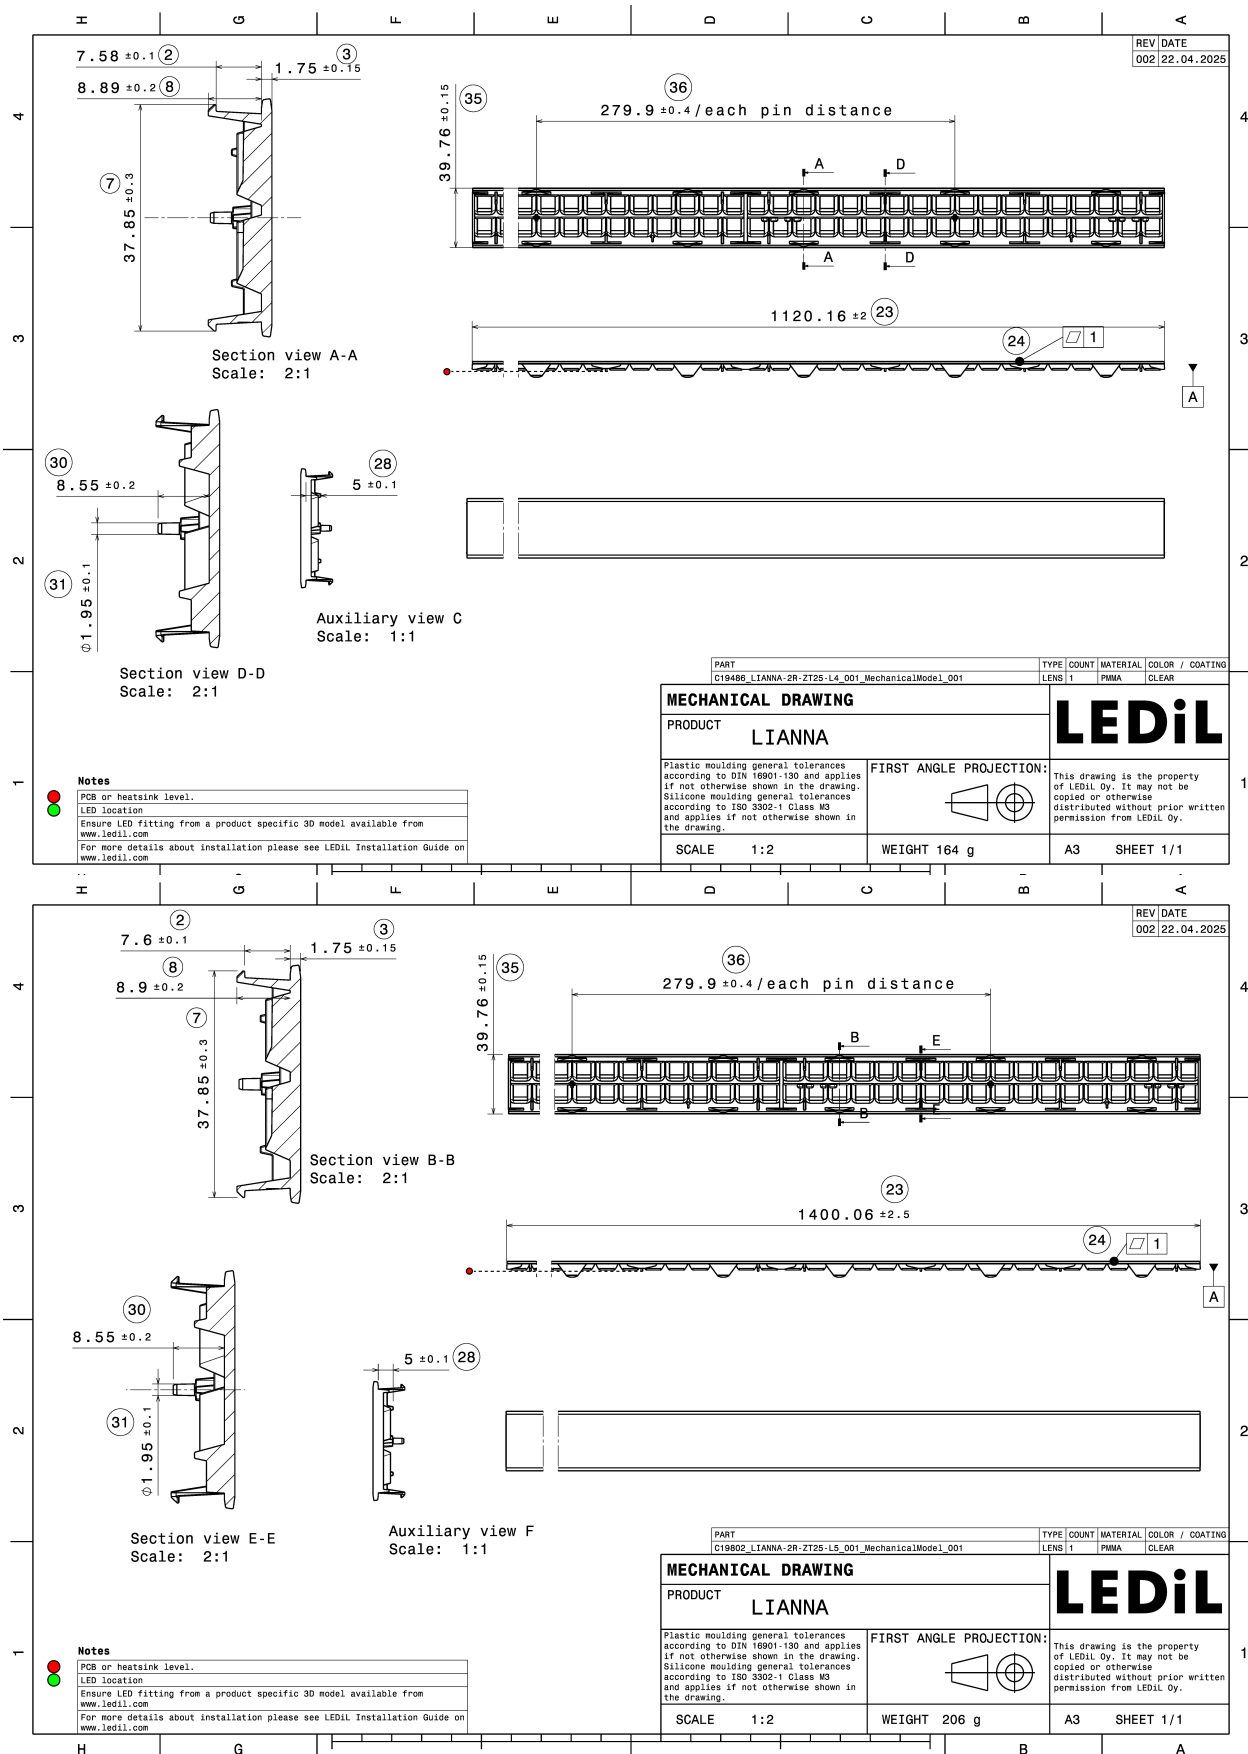 H G F E D C B A
REV DATE
002 22.04.2025
7.58 ±0.1 2
1.75 ±0.15 3
8.89 ±0.2 8
37.85 ±0.3 7
Section view A-A
Scale: 2:1
39.76 ±0.15 35
36
279.9 ±0.4/each pin distance
A D
A D
1120.16 ±2 23
24 1
A
4 4
3 3
2 2
1 1
30
8.55 ±0.2
31
⌀1.95 ±0.1
Section view D-D
Scale: 2:1
28
5 ±0.1
Auxiliary view C
Scale: 1:1
PART TYPE COUNT MATERIAL COLOR / COATING
C19486_LIANNA-2R-ZT25-L4_001_MechanicalModel_001 LENS 1 PMMA CLEAR
MECHANICAL DRAWING
LEDiL
PRODUCT
LIANNA
Plastic moulding general tolerances
according to DIN 16901-130 and applies
if not otherwise shown in the drawing.
Silicone moulding general tolerances
according to ISO 3302-1 Class M3
and applies if not otherwise shown in
the drawing.
FIRST ANGLE PROJECTION:
This drawing is the property
of LEDiL Oy. It may not be
copied or otherwise
distributed without prior written
permission from LEDiL Oy.
SCALE 1:2
WEIGHT 164 g
A3 SHEET 1/1
Notes
PCB or heatsink level.
LED location
Ensure LED fitting from a product specific 3D model available from
www.ledil.com
For more details about installation please see LEDiL Installation Guide on
www.ledil.com
H G F E D C B A
REV DATE
002 22.04.2025
2
7.6 ±0.1
3
1.75 ±0.15
8
8.9 ±0.2
7
37.85 ±0.3
Section view B-B
Scale: 2:1
39.76 ±0.15 35
36
279.9 ±0.4/each pin distance
B E
B E
23
1400.06 ±2.5
24 1
A
4 4
3 3
2 2
1 1
30
8.55 ±0.2
31
⌀1.95 ±0.1
Section view E-E
Scale: 2:1
5 ±0.1 28
Auxiliary view F
Scale: 1:1
PART TYPE COUNT MATERIAL COLOR / COATING
C19802_LIANNA-2R-ZT25-L5_001_MechanicalModel_001 LENS 1 PMMA CLEAR
MECHANICAL DRAWING
LEDiL
PRODUCT
LIANNA
Plastic moulding general tolerances
according to DIN 16901-130 and applies
if not otherwise shown in the drawing.
Silicone moulding general tolerances
according to ISO 3302-1 Class M3
and applies if not otherwise shown in
the drawing.
FIRST ANGLE PROJECTION:
This drawing is the property
of LEDiL Oy. It may not be
copied or otherwise
distributed without prior written
permission from LEDiL Oy.
SCALE 1:2
WEIGHT 206 g
A3 SHEET 1/1
Notes
PCB or heatsink level.
LED location
Ensure LED fitting from a product specific 3D model available from
www.ledil.com
For more details about installation please see LEDiL Installation Guide on
www.ledil.com
H G B A